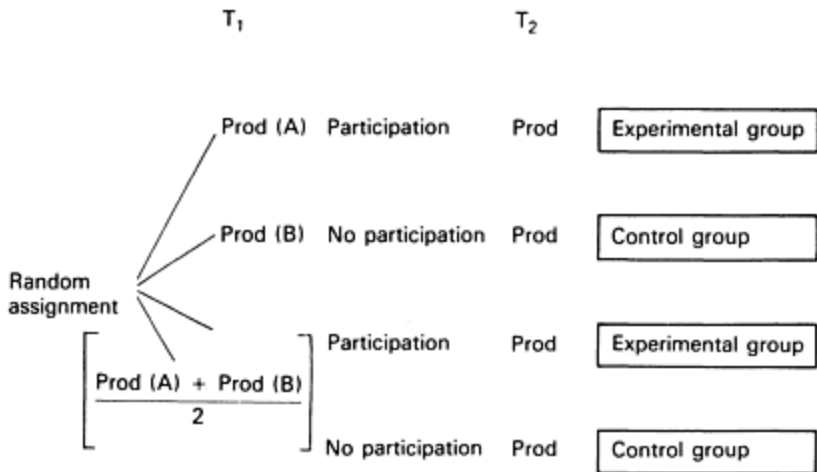 T₁ T₂
Prod (A) Participation Prod Experimental group
Prod (B) No participation Prod Control group
Random
assignment
Participation Prod Experimental group
Prod (A) + Prod (B)
2
No participation Prod Control group